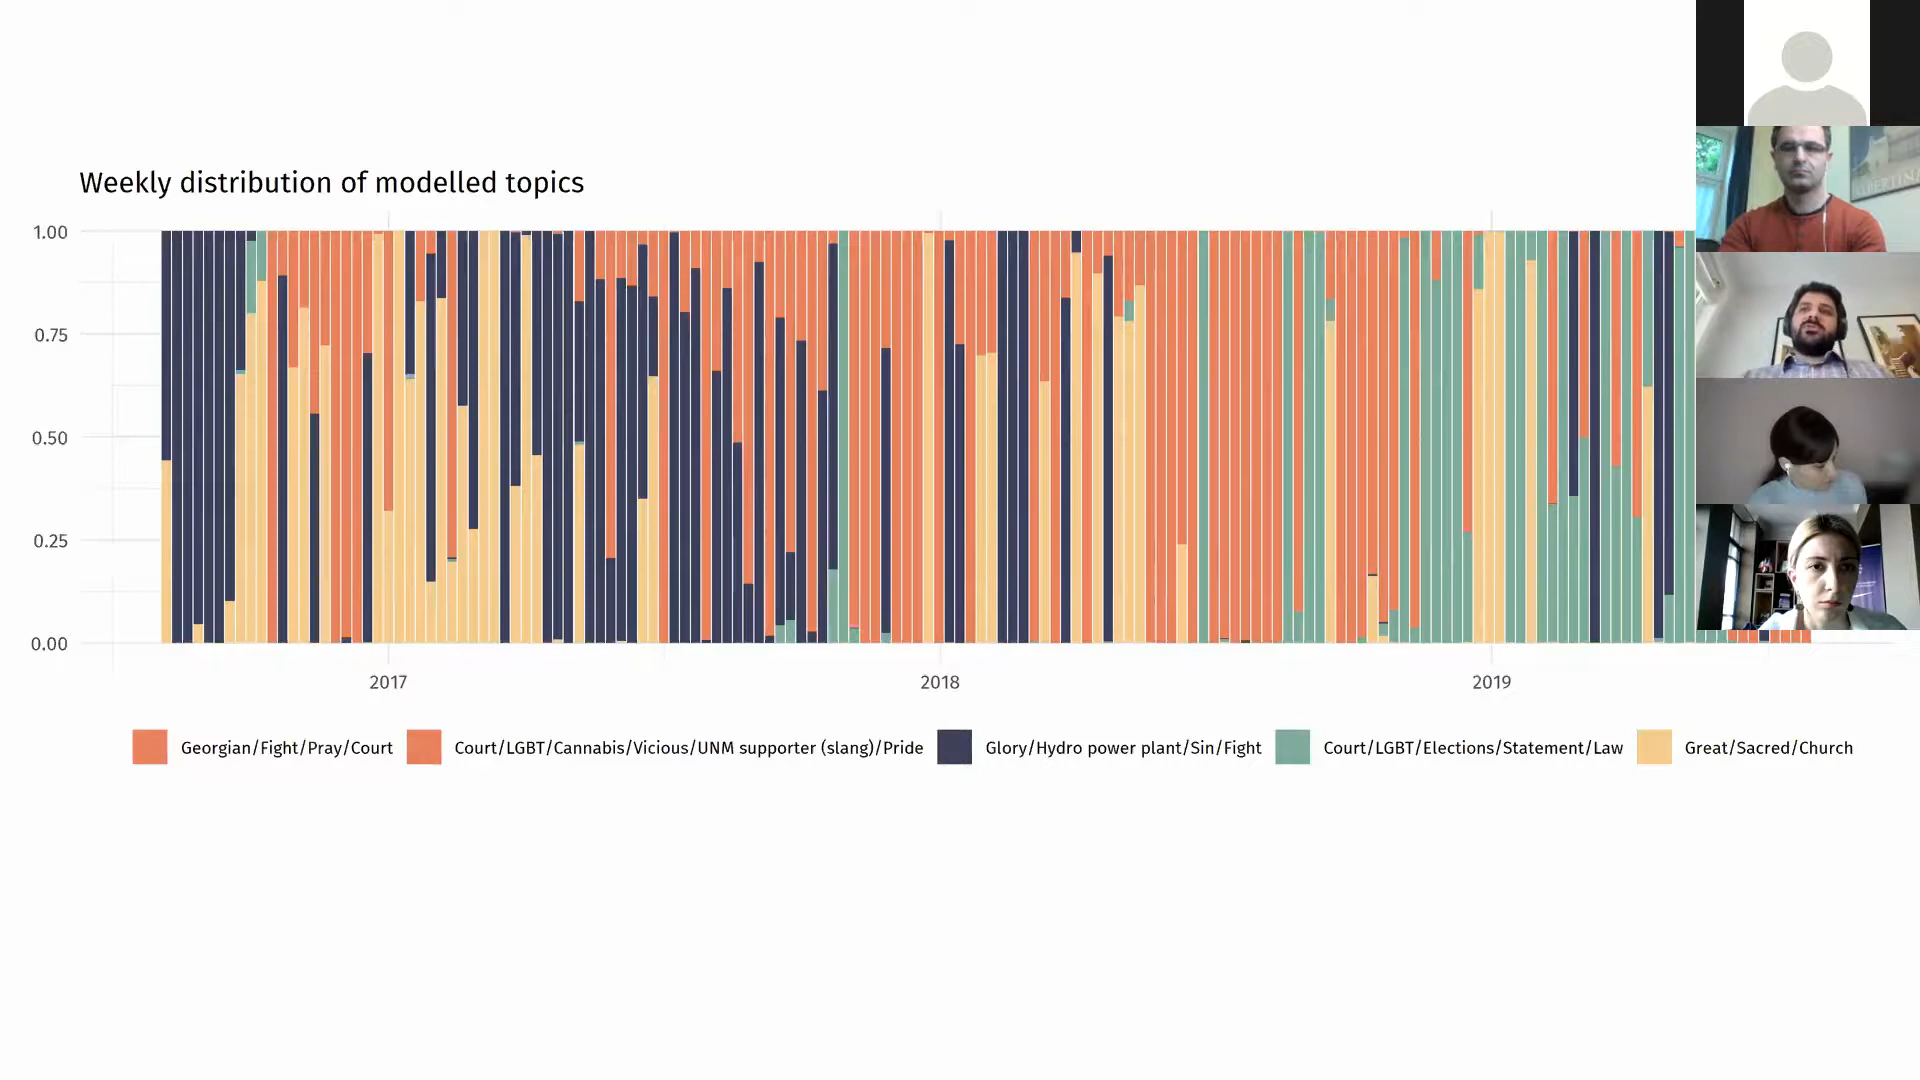 Weekly distribution of modelled topics
1.00
0.75
0.50
0.25
0.00
2017 2018 2019
Georgian/Fight/Pray/Court Court/LGBT/Cannabis/Vicious/UNM supporter (slang)/Pride Glory/Hydro power plant/Sin/Fight Court/LGBT/Elections/Statement/Law Great/Sacred/Church